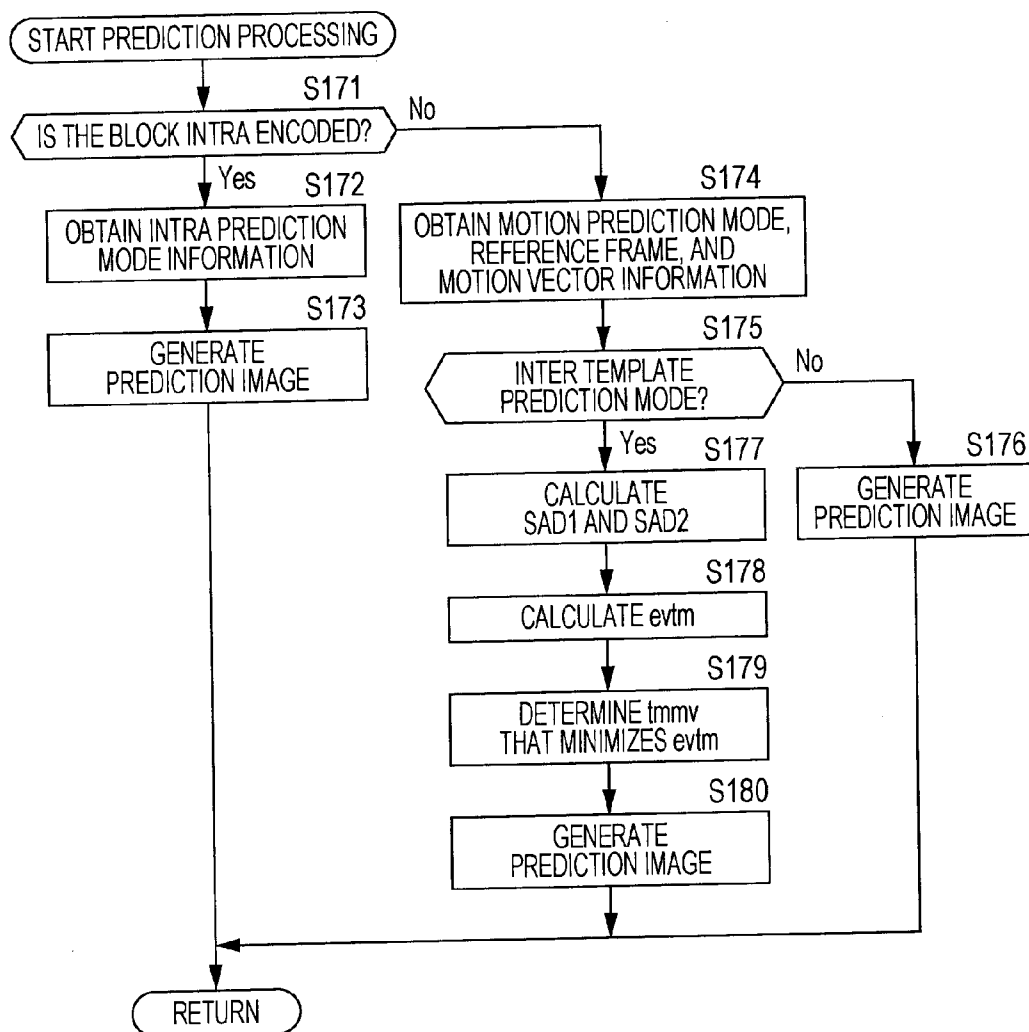 START PREDICTION PROCESSING
S171
IS THE BLOCK INTRA ENCODED?
No
Yes
S172
OBTAIN INTRA PREDICTION
MODE INFORMATION
S173
GENERATE
PREDICTION IMAGE
S174
OBTAIN MOTION PREDICTION MODE,
REFERENCE FRAME, AND
MOTION VECTOR INFORMATION
S175
INTER TEMPLATE
PREDICTION MODE?
No
Yes
S176
GENERATE
PREDICTION IMAGE
S177
CALCULATE
SAD1 AND SAD2
S178
CALCULATE evtm
S179
DETERMINE tmmv
THAT MINIMIZES evtm
S180
GENERATE
PREDICTION IMAGE
RETURN